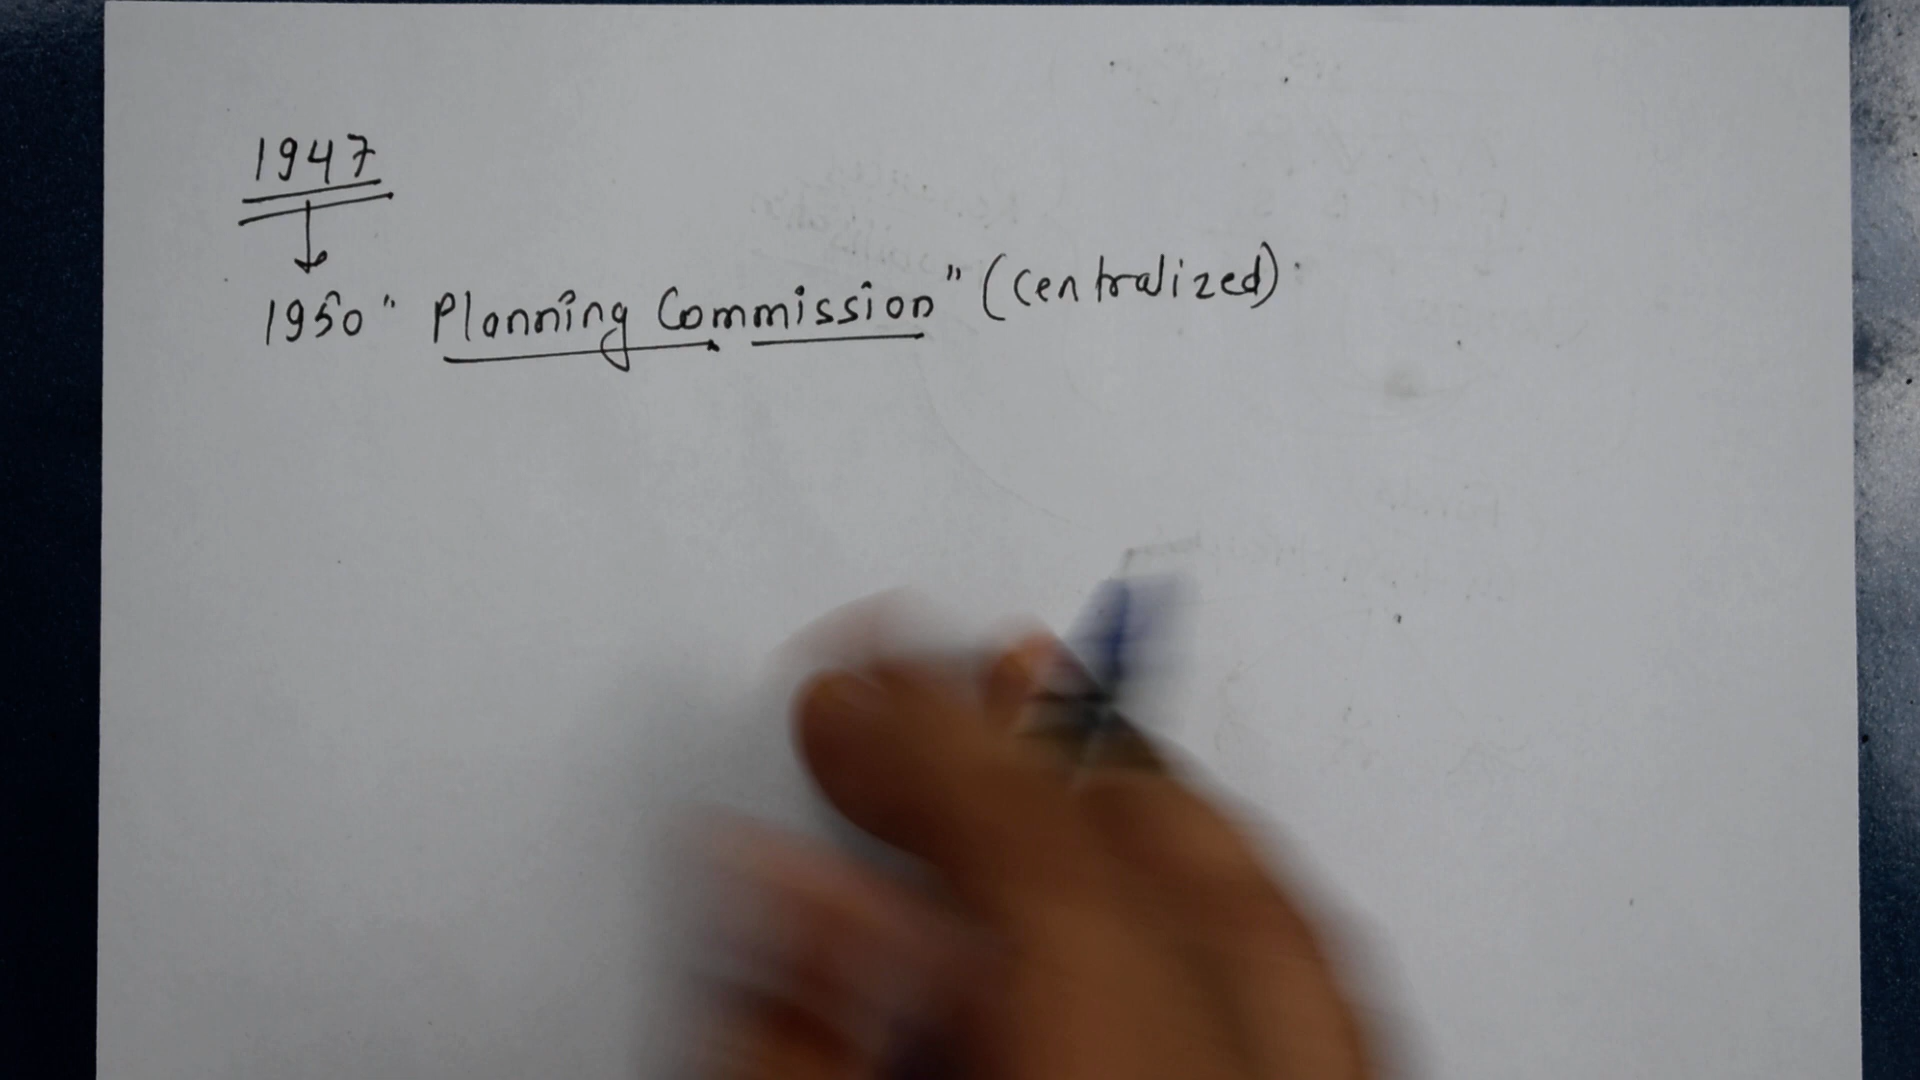 1947
1950 " Planning Commission " (Centralized)